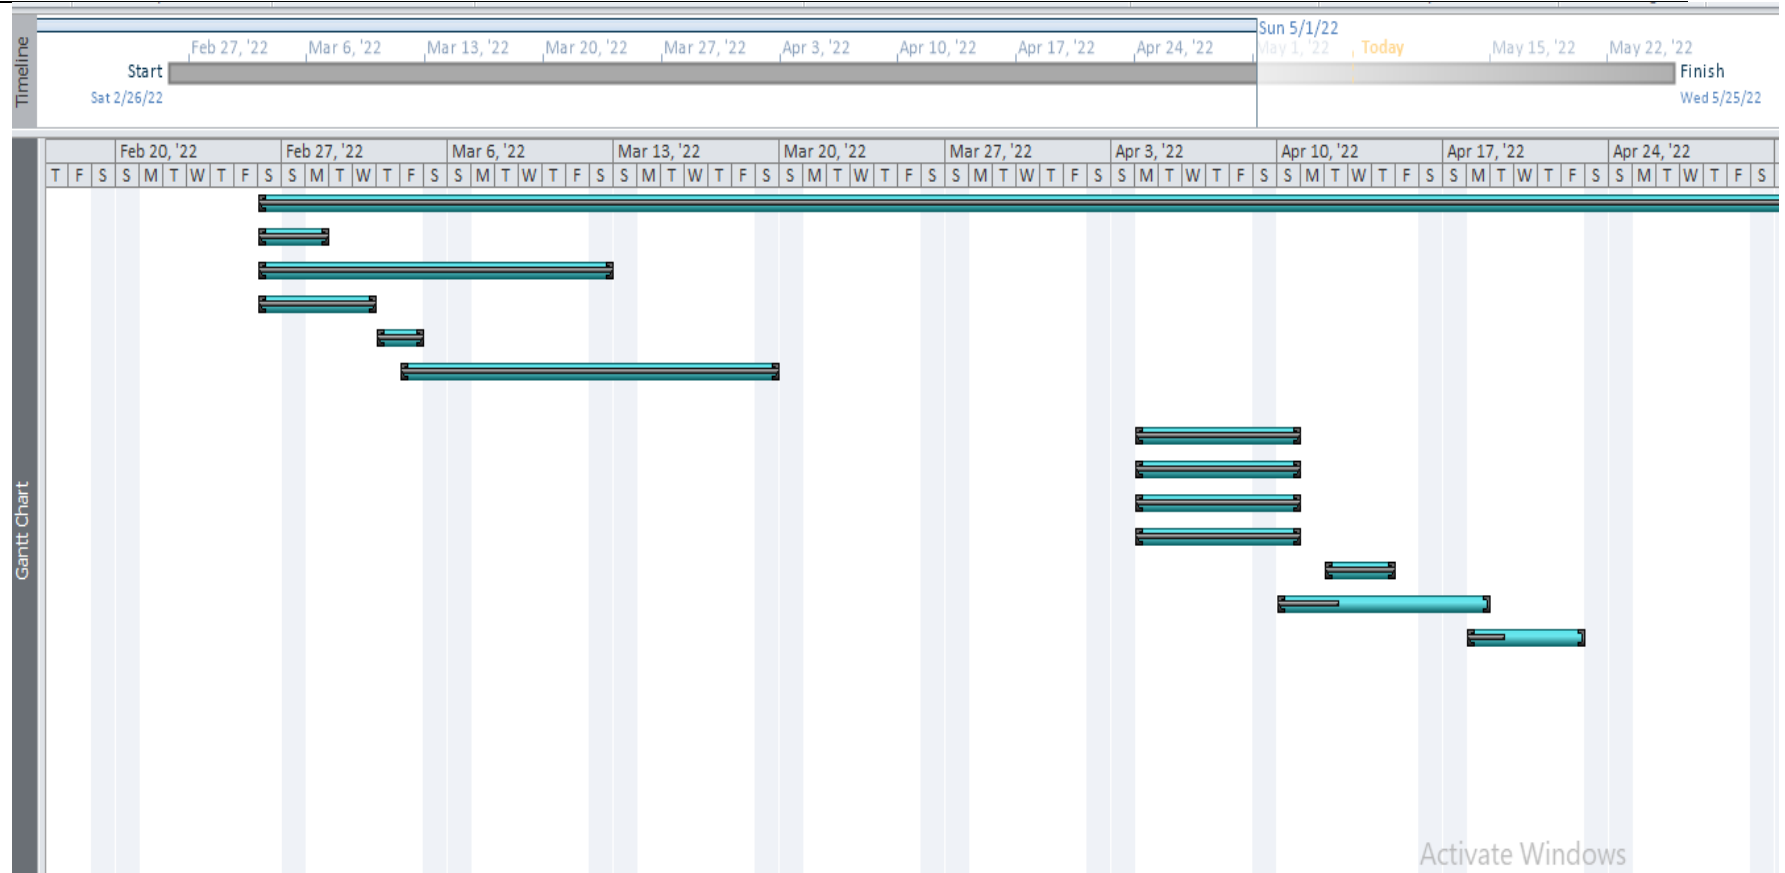 Timeline
Sun 5/1/22
Feb 27, '22 Mar 6, '22 Mar 13, '22 Mar 20, '22 Mar 27, '22 Apr 3, '22 Apr 10, '22 Apr 17, '22 Apr 24, '22 May 1, '22 Today May 15, '22 May 22, '22
Start Finish
Sat 2/26/22 Wed 5/25/22
Gantt Chart
Feb 20, '22 Feb 27, '22 Mar 6, '22 Mar 13, '22 Mar 20, '22 Mar 27, '22 Apr 3, '22 Apr 10, '22 Apr 17, '22 Apr 24, '22
T F S S M T W T F S S M T W T F S S M T W T F S S M T W T F S S M T W T F S S M T W T F S S M T W T F S S M T W T F S S M T W T F S S M T W T F S
Activate Windows